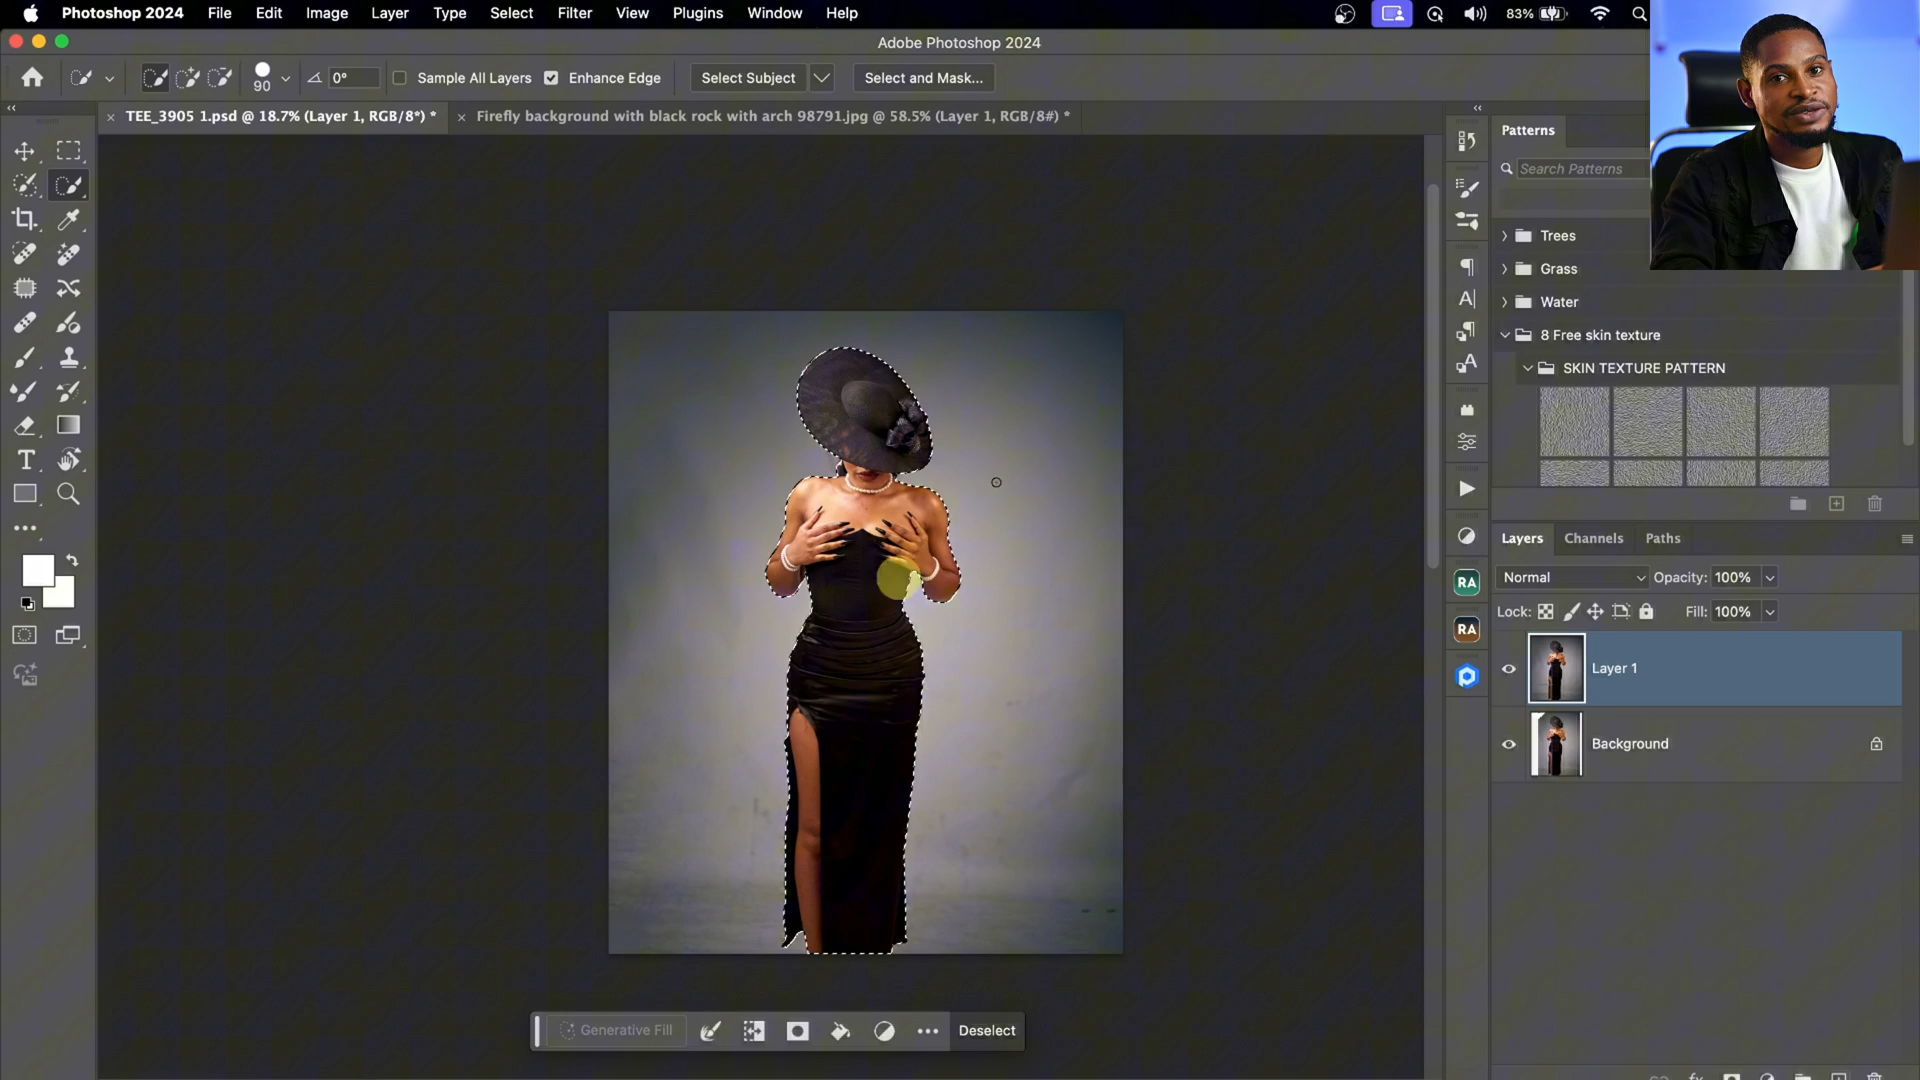 Photoshop 2024 File Edit Image Layer Type Select Filter View Plugins Window Help 83%
Adobe Photoshop 2024
90 0° Sample All Layers Enhance Edge Select Subject Select and Mask...
TEE_3905 1.psd @ 18.7% (Layer 1, RGB/8*) * Firefly background with black rock with arch 98791.jpg @ 58.5% (Layer 1, RGB/8#) *
Patterns
Search Patterns
Trees
Grass
Water
8 Free skin texture
SKIN TEXTURE PATTERN
Layers Channels Paths
Normal Opacity: 100%
RA
Lock: Fill: 100%
RA
Layer 1
Background
Generative Fill Deselect